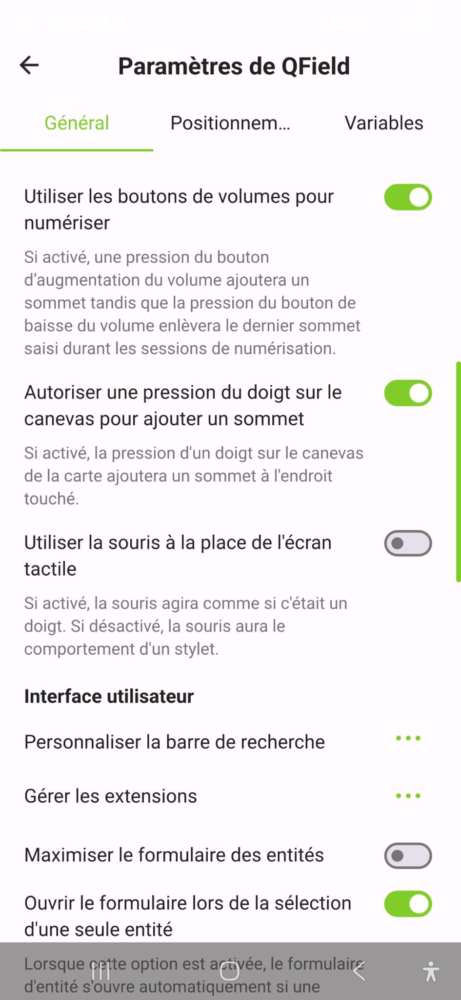 Paramètres de QField
Général
Positionnem…
Variables
Utiliser les boutons de volumes pour
numériser
Si activé, une pression du bouton
d’augmentation du volume ajoutera un
sommet tandis que la pression du bouton de
baisse du volume enlèvera le dernier sommet
saisi durant les sessions de numérisation.
Autoriser une pression du doigt sur le
canevas pour ajouter un sommet
Si activé, la pression d'un doigt sur le canevas
de la carte ajoutera un sommet à l'endroit
touché.
Utiliser la souris à la place de l'écran
tactile
Si activé, la souris agira comme si c'était un
doigt. Si désactivé, la souris aura le
comportement d'un stylet.
Interface utilisateur
Personnaliser la barre de recherche
Gérer les extensions
Maximiser le formulaire des entités
Ouvrir le formulaire lors de la sélection
d'une seule entité
Lorsque cette option est activée, le formulaire
d'entité s'ouvre automatiquement si une